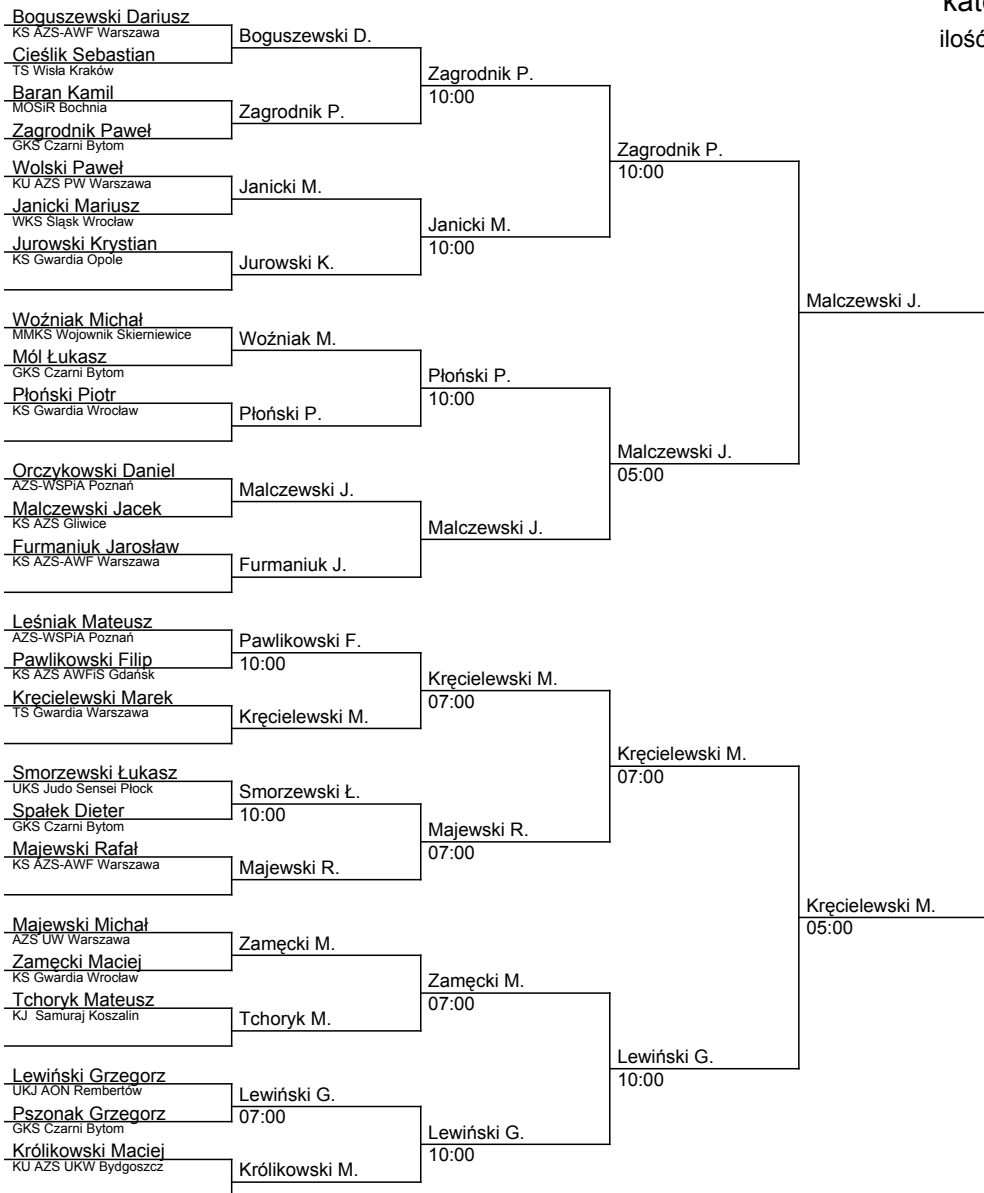 kate
ilość
Boguszewski Dariusz
KS AZS-AWF Warszawa
Cieślik Sebastian
TS Wisła Kraków
Baran Kamil
MOSiR Bochnia
Zagrodnik Paweł
GKS Czarni Bytom
Wolski Paweł
KU AZS PW Warszawa
Janicki Mariusz
WKS Śląsk Wrocław
Jurowski Krystian
KS Gwardia Opole
Woźniak Michał
MMKS Wojownik Skierniewice
Mól Łukasz
GKS Czarni Bytom
Płoński Piotr
KS Gwardia Wrocław
Orczykowski Daniel
AZS-WSPiA Poznań
Malczewski Jacek
KS AZS Gliwice
Furmaniuk Jarosław
KS AZS-AWF Warszawa
Leśniak Mateusz
AZS-WSPiA Poznań
Pawlikowski Filip
KS AZS AWFiS Gdańsk
Kręcielewski Marek
TS Gwardia Warszawa
Smorzewski Łukasz
UKS Judo Sensei Płock
Spałek Dieter
GKS Czarni Bytom
Majewski Rafał
KS AZS-AWF Warszawa
Majewski Michał
AZS UW Warszawa
Zamęcki Maciej
KS Gwardia Wrocław
Tchoryk Mateusz
KJ Samuraj Koszalin
Lewiński Grzegorz
UKJ AON Rembertów
Pszonak Grzegorz
GKS Czarni Bytom
Królikowski Maciej
KU AZS UKW Bydgoszcz
Boguszewski D.
Zagrodnik P.
Janicki M.
Jurowski K.
Woźniak M.
Płoński P.
Malczewski J.
Furmaniuk J.
Pawlikowski F.
10:00
Kręcielewski M.
Smorzewski Ł.
10:00
Majewski R.
Zamęcki M.
Tchoryk M.
Lewiński G.
07:00
Królikowski M.
Zagrodnik P.
10:00
Janicki M.
10:00
Płoński P.
10:00
Malczewski J.
Kręcielewski M.
07:00
Majewski R.
07:00
Zamęcki M.
07:00
Lewiński G.
10:00
Zagrodnik P.
10:00
Malczewski J.
05:00
Kręcielewski M.
07:00
Lewiński G.
10:00
Malczewski J.
Kręcielewski M.
05:00